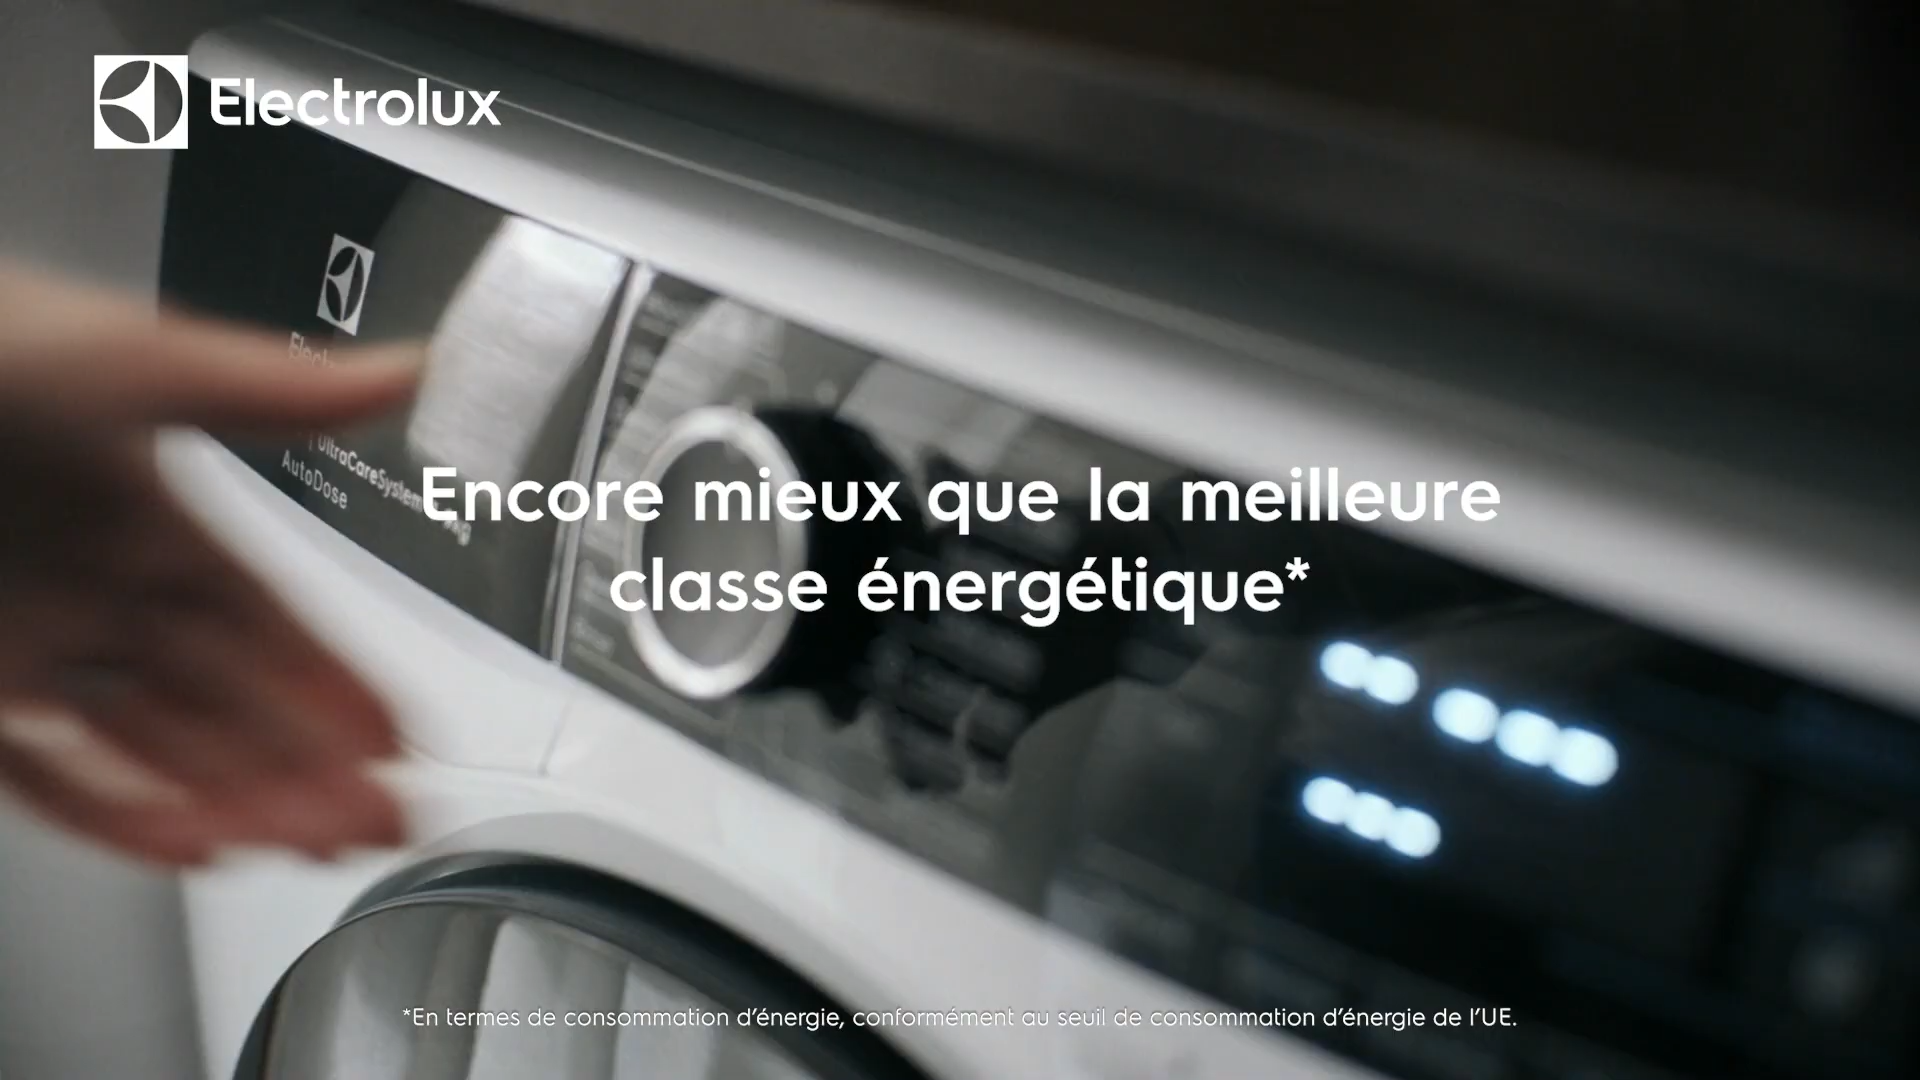 Electrolux
UltraCareSystem
AutoDose
Encore mieux que la meilleure
classe énergétique*
*En termes de consommation d'énergie, conformément au seuil de consommation d'énergie de l'UE.